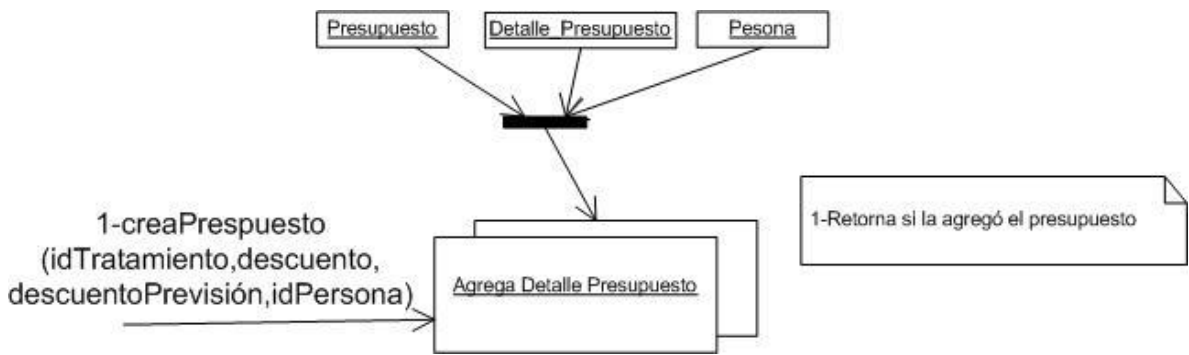 Presupuesto
Detalle_Presupuesto
Pesona
1-creaPrespuesto
(idTratamiento,descuento,
descuentoPrevisión,idPersona)
Agrega Detalle Presupuesto
1-Retorna si la agregó el presupuesto